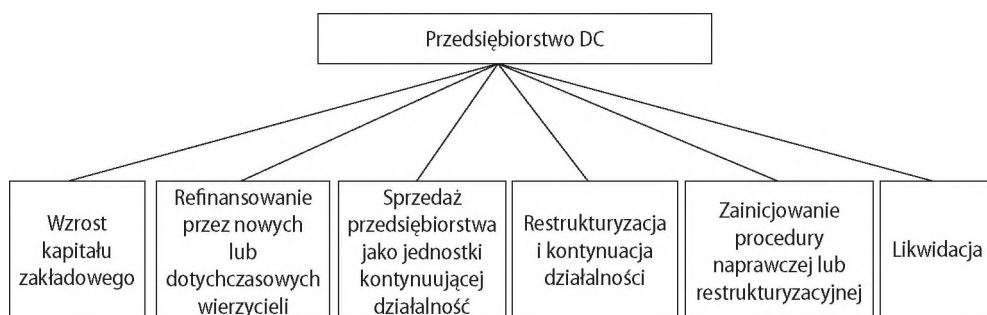 Przedsiębiorstwo DC
Wzrost
kapitału
zakładowego
Refinansowanie
przez nowych
lub
dotychczasowych
wierzycieli
Sprzedaż
przedsiębiorstwa
jako jednostki
kontynuującej
działalność
Restrukturyzacja
i kontynuacja
działalności
Zainicjowanie
procedury
naprawczej lub
restrukturyzacyjnej
Likwidacja